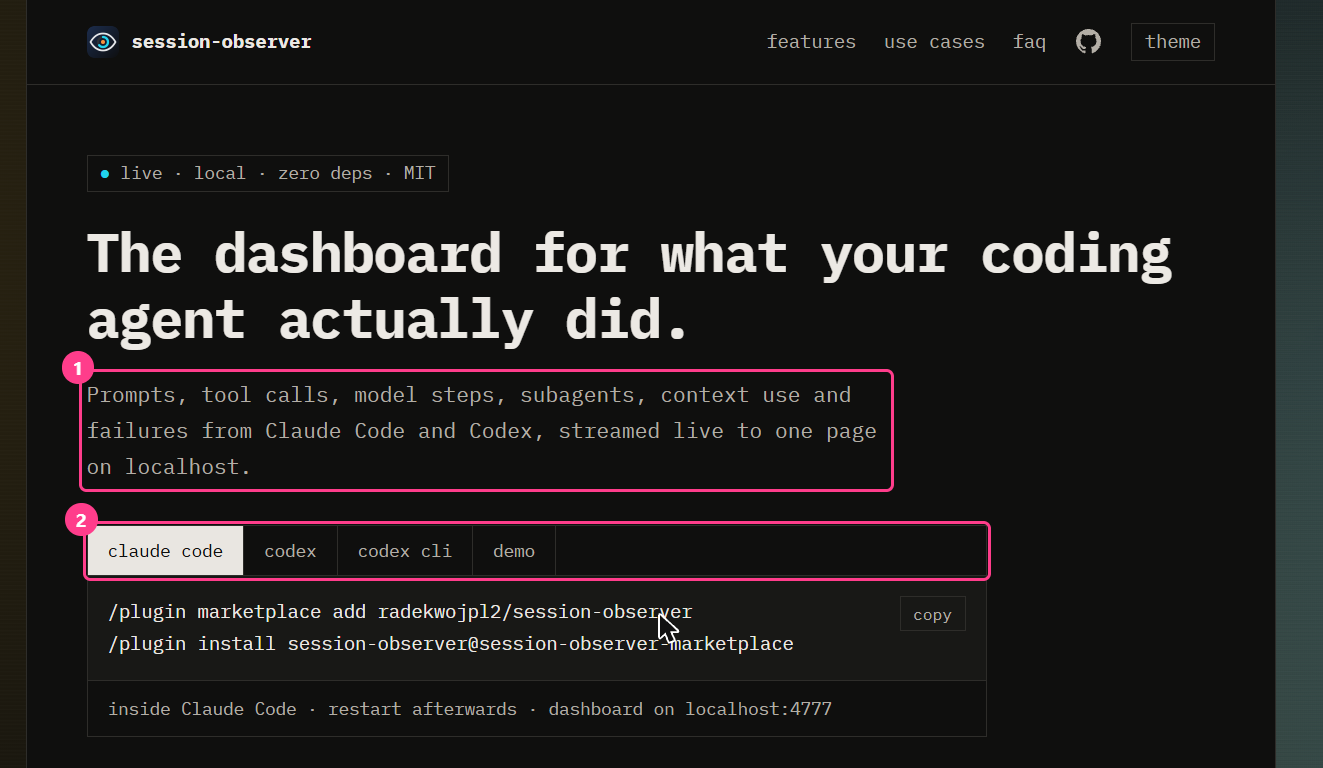 session-observer
features use cases faq theme
live · local · zero deps · MIT
The dashboard for what your coding
agent actually did.
1
Prompts, tool calls, model steps, subagents, context use and
failures from Claude Code and Codex, streamed live to one page
on localhost.
2
claude code codex codex cli demo
/plugin marketplace add radekwojpl2/session-observer
copy
/plugin install session-observer@session-observer-marketplace
inside Claude Code · restart afterwards · dashboard on localhost:4777